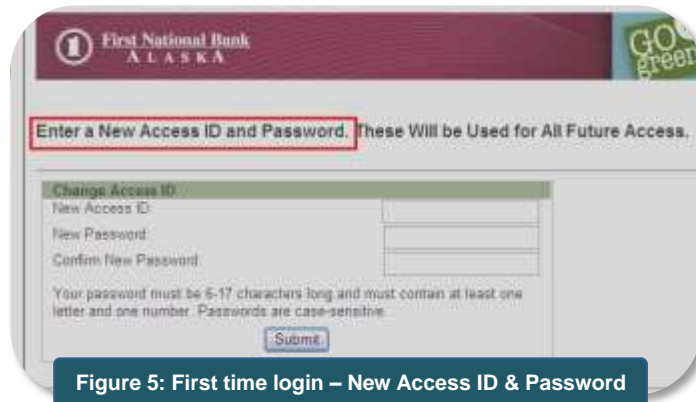 First National Bank
ALASKA
GO
green
Enter a New Access ID and Password. These Will be Used for All Future Access.
Change Access ID
New Access ID:
New Password:
Confirm New Password:
Your password must be 6-17 characters long and must contain at least one
letter and one number. Passwords are case-sensitive.
Submit
Figure 5: First time login – New Access ID & Password